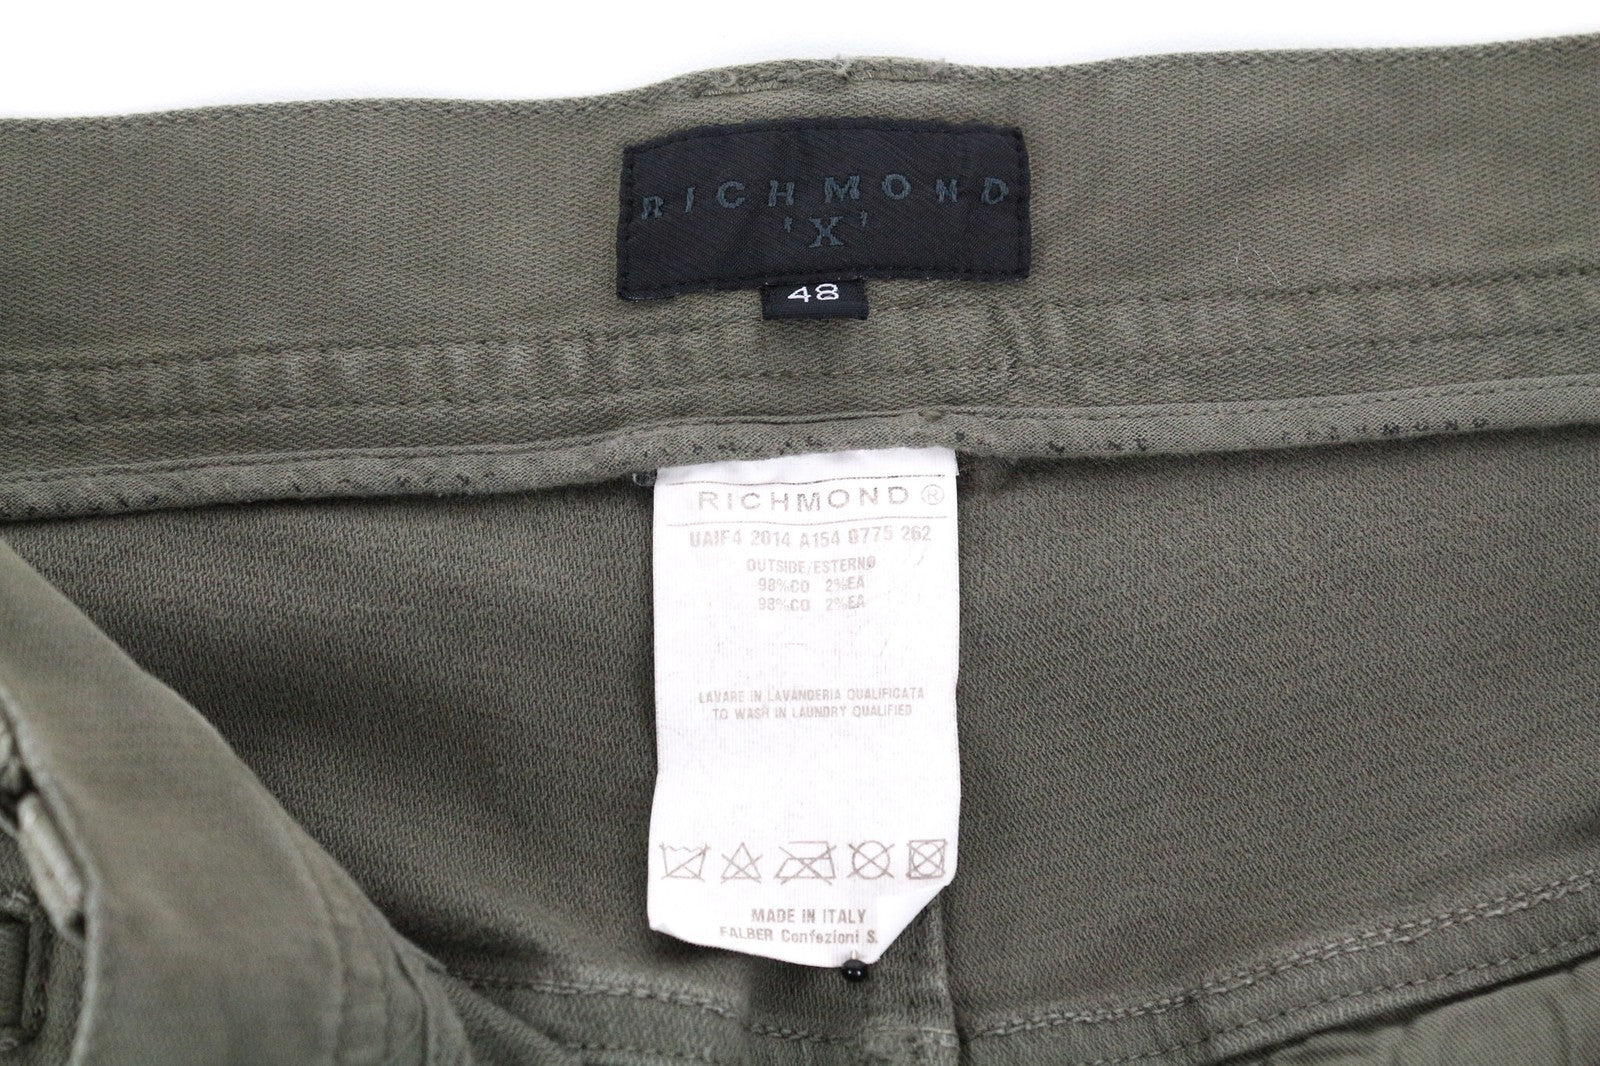 RICHMOND
'X'
48
RICHMOND ®
UAIF4 2014 A154 0775 262
OUTSIDE/ESTERNO
98%CO 2%EA
98%CO 2%EA
LAVARE IN LAVANDERIA QUALIFICATA
TO WASH IN LAUNDRY QUALIFIED
MADE IN ITALY
FALBER Confezioni S.